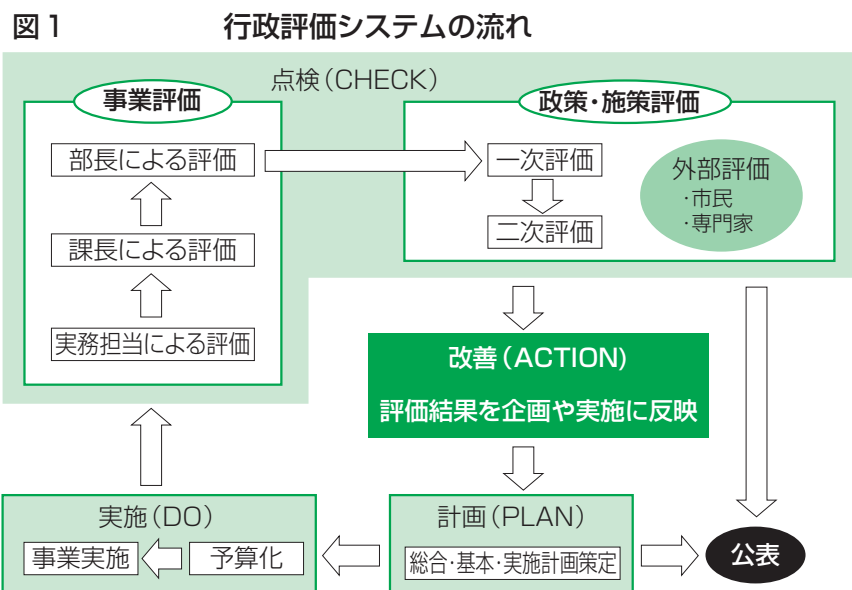 図1 行政評価システムの流れ
点検(CHECK)
事業評価
部長による評価
課長による評価
実務担当による評価
政策・施策評価
一次評価
二次評価
外部評価
・市民
・専門家
改善(ACTION)
評価結果を企画や実施に反映
実施(DO)
事業実施
予算化
計画(PLAN)
総合・基本・実施計画策定
公表